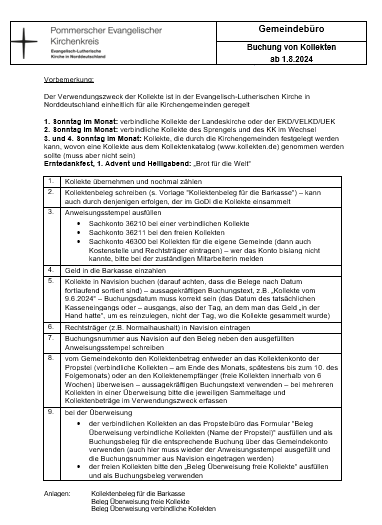 Pommerscher Evangelischer
Kirchenkreis
Evangelisch-Lutherische
Kirche in Norddeutschland
Gemeindebüro
Buchung von Kollekten
ab 1.8.2024
Vorbemerkung:
Der Verwendungszweck der Kollekte ist in der Evangelisch-Lutherischen Kirche in
Norddeutschland einheitlich für alle Kirchengemeinden geregelt
1. Sonntag im Monat: verbindliche Kollekte der Landeskirche oder der EKD/VELKD/UEK
2. Sonntag im Monat: verbindliche Kollekte des Sprengels und des KK im Wechsel
3. und 4. Sonntag im Monat: Kollekte, die durch die Kirchengemeinden festgelegt werden
kann, wovon eine Kollekte aus dem Kollektenkatalog (www.kollekten.de) genommen werden
sollte (muss aber nicht sein)
Erntedankfest, 1. Advent und Heiligabend: „Brot für die Welt"
1. Kollekte übernehmen und nochmal zählen
2. Kollektenbeleg schreiben (s. Vorlage "Kollektenbeleg für die Barkasse") – kann
auch durch denjenigen erfolgen, der im GoDi die Kollekte einsammelt
3. Anweisungsstempel ausfüllen
• Sachkonto 36210 bei einer verbindlichen Kollekte
• Sachkonto 36211 bei den freien Kollekten
• Sachkonto 46300 bei Kollekten für die eigene Gemeinde (dann auch
Kostenstelle und Rechtsträger eintragen) – wer das Konto bislang nicht
kannte, bitte bei der zuständigen Mitarbeiterin melden
4. Geld in die Barkasse einzahlen
5. Kollekte in Navision buchen (darauf achten, dass die Belege nach Datum
fortlaufend sortiert sind) – aussagekräftigen Buchungstext, z.B. „Kollekte vom
9.6.2024" – Buchungsdatum muss korrekt sein (das Datum des tatsächlichen
Kasseneingangs oder – ausgangs, also der Tag, an dem man das Geld „in der
Hand hatte", um es reinzulegen, nicht der Tag, wo die Kollekte gesammelt wurde)
6. Rechtsträger (z.B. Normalhaushalt) in Navision eintragen
7. Buchungsnummer aus Navision auf den Beleg neben den ausgefüllten
Anweisungsstempel schreiben
8. vom Gemeindekonto den Kollektenbetrag entweder an das Kollektenkonto der
Propstei (verbindliche Kollekten – am Ende des Monats, spätestens bis zum 10. des
Folgemonats) oder an den Kollektenempfänger (freie Kollekten innerhalb von 6
Wochen) überweisen – aussagekräftigen Buchungstext verwenden – bei mehreren
Kollekten in einer Überweisung bitte die jeweiligen Sammeltage und
Kollektenbeträge im Verwendungszweck erfassen
9. bei der Überweisung
• der verbindlichen Kollekten an das Propsteibüro das Formular "Beleg
Überweisung verbindliche Kollekten (Name der Propstei)" ausfüllen und als
Buchungsbeleg für die entsprechende Buchung über das Gemeindekonto
verwenden (auch hier muss wieder der Anweisungsstempel ausgefüllt und
die Buchungsnummer aus Navision eingetragen werden)
• der freien Kollekten bitte den „Beleg Überweisung freie Kollekte" ausfüllen
und als Buchungsbeleg verwenden
Anlagen: Kollektenbeleg für die Barkasse
Beleg Überweisung freie Kollekte
Beleg Überweisung verbindliche Kollekten